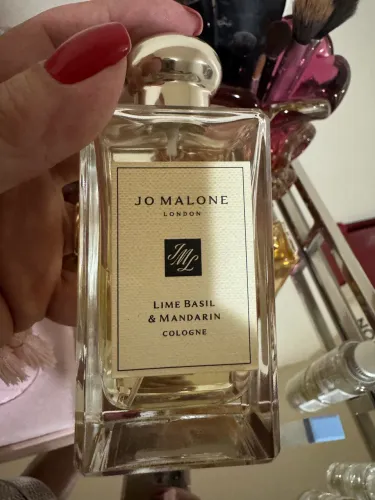 JO MALONE
LONDON
JML
LIME BASIL
& MANDARIN
COLOGNE